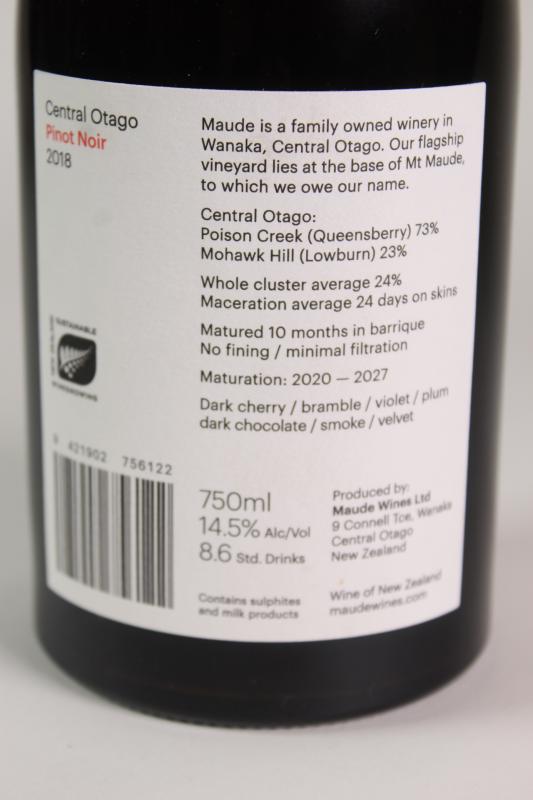 Central Otago
Pinot Noir
2018
Maude is a family owned winery in
Wanaka, Central Otago. Our flagship
vineyard lies at the base of Mt Maude,
to which we owe our name.
Central Otago:
Poison Creek (Queensberry) 73%
Mohawk Hill (Lowburn) 23%
Whole cluster average 24%
Maceration average 24 days on skins
Matured 10 months in barrique
No fining / minimal filtration
Maturation: 2020 — 2027
Dark cherry / bramble / violet / plum
dark chocolate / smoke / velvet
SUSTAINABLE
WINEGROWING
9 421902 756122
750ml
14.5% Alc/Vol
8.6 Std. Drinks
Contains sulphites
and milk products
Produced by:
Maude Wines Ltd
9 Connell Tce, Wanaka
Central Otago
New Zealand
Wine of New Zealand
maudewines.com